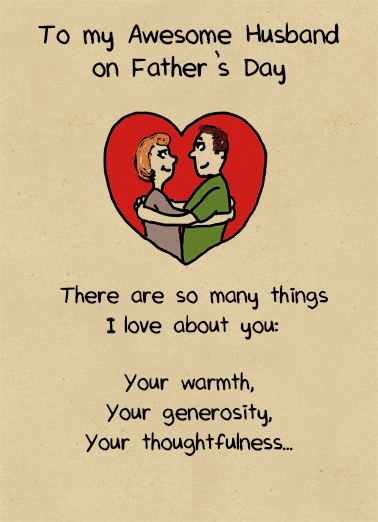 To my Awesome Husband
on Father's Day
There are so many things
I love about you:
Your warmth,
Your generosity,
Your thoughtfulness...